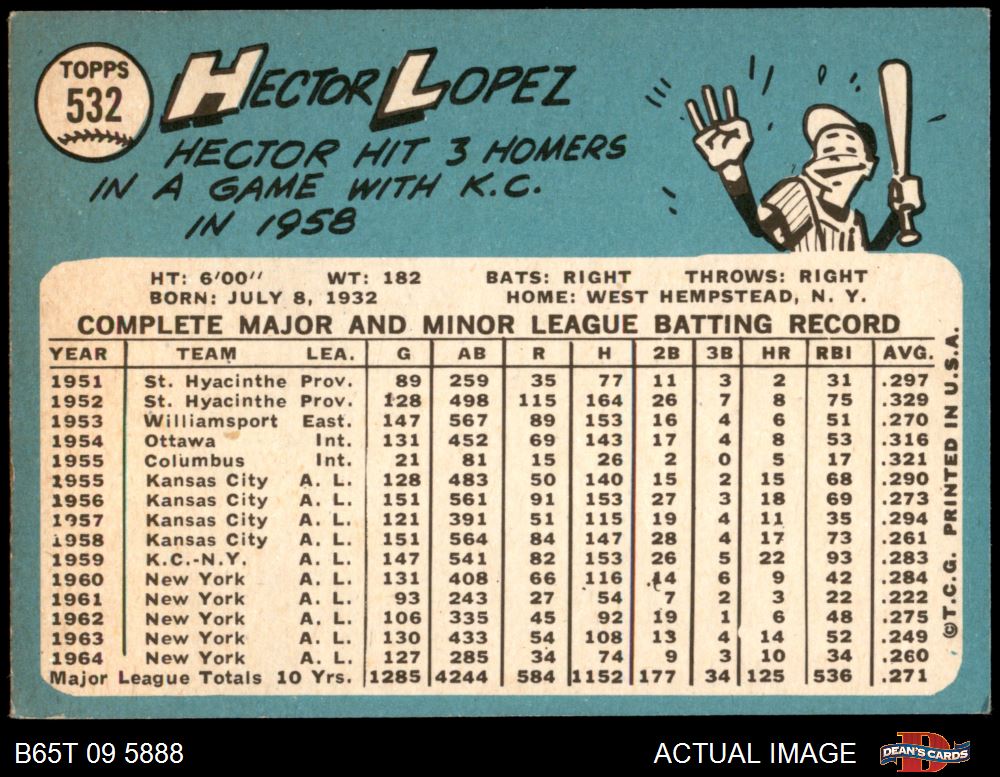 TOPPS
532
HECTOR LOPEZ
HECTOR HIT 3 HOMERS
IN A GAME WITH K.C.
IN 1958
HT: 6'00" WT: 182 BATS: RIGHT THROWS: RIGHT
BORN: JULY 8, 1932 HOME: WEST HEMPSTEAD, N. Y.
COMPLETE MAJOR AND MINOR LEAGUE BATTING RECORD
YEAR TEAM LEA. G AB R H 2B 3B HR RBI AVG.
1951 St. Hyacinthe Prov. 89 259 35 77 11 3 2 31 .297
1952 St. Hyacinthe Prov. 128 498 115 164 26 7 8 75 .329
1953 Williamsport East. 147 567 89 153 16 4 6 51 .270
1954 Ottawa Int. 131 452 69 143 17 4 8 53 .316
1955 Columbus Int. 21 81 15 26 2 0 5 17 .321
1955 Kansas City A. L. 128 483 50 140 15 2 15 68 .290
1956 Kansas City A. L. 151 561 91 153 27 3 18 69 .273
1957 Kansas City A. L. 121 391 51 115 19 4 11 35 .294
1958 Kansas City A. L. 151 564 84 147 28 4 17 73 .261
1959 K.C.-N.Y. A. L. 147 541 82 153 26 5 22 93 .283
1960 New York A. L. 131 408 66 116 14 6 9 42 .284
1961 New York A. L. 93 243 27 54 7 2 3 22 .222
1962 New York A. L. 106 335 45 92 19 1 6 48 .275
1963 New York A. L. 130 433 54 108 13 4 14 52 .249
1964 New York A. L. 127 285 34 74 9 3 10 34 .260
Major League Totals 10 Yrs. 1285 4244 584 1152 177 34 125 536 .271
©T.C.G. PRINTED IN U.S.A.
B65T 09 5888 ACTUAL IMAGE
DEAN'S CARDS